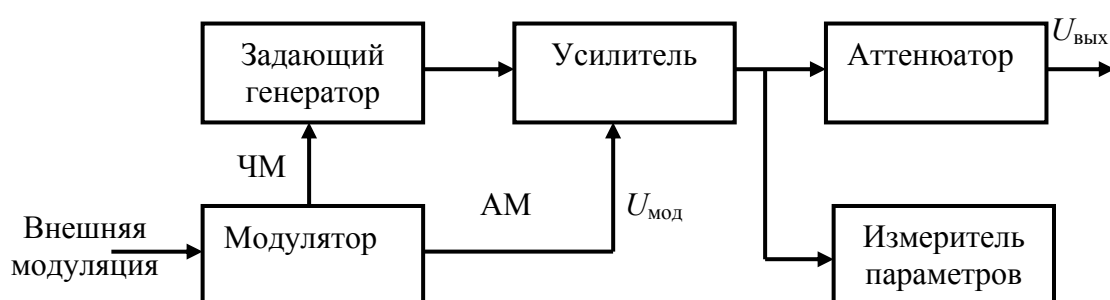 Задающий
генератор
Усилитель
Аттенюатор
Uвых
ЧМ
АМ
Uмод
Внешняя
модуляция
Модулятор
Измеритель
параметров